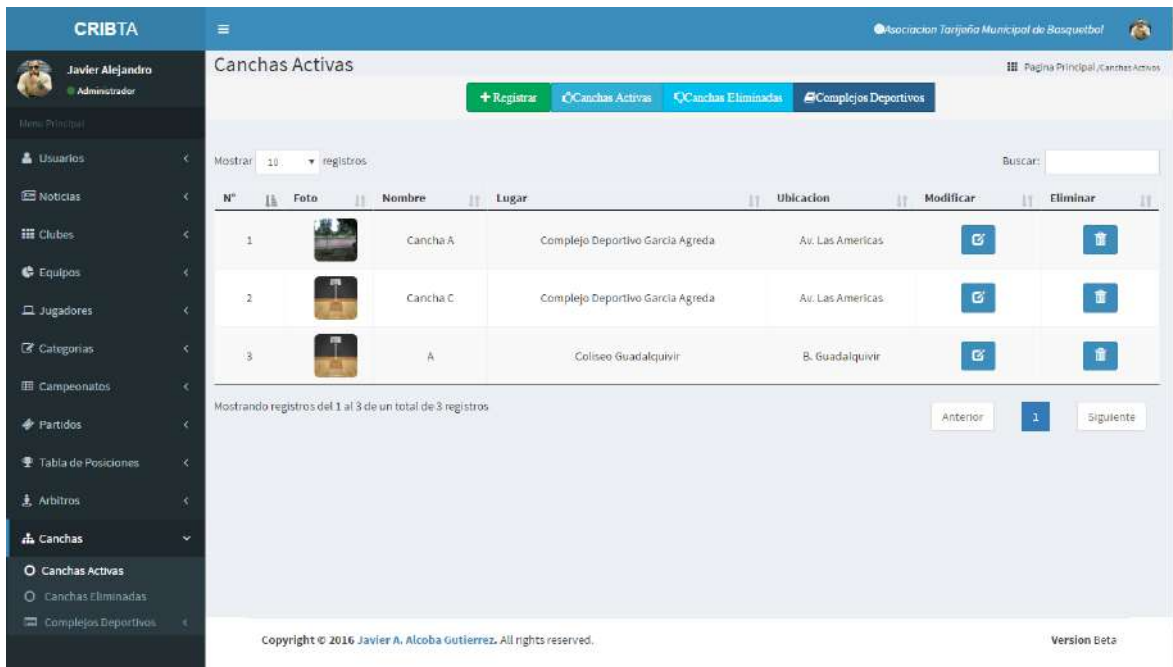 CRIBTA
Asociacion Tarijeña Municipal de Basquetbol
Javier Alejandro
Administrador
Menu Principal
Usuarios
Noticias
Clubes
Equipos
Jugadores
Categorias
Campeonatos
Partidos
Tabla de Posiciones
Arbitros
Canchas
Canchas Activas
Canchas Eliminadas
Complejos Deportivos
Canchas Activas
Pagina Principal /Canchas Activas
Registrar Canchas Activas Canchas Eliminadas Complejos Deportivos
Mostrar 10 registros Buscar:
N° Foto Nombre Lugar Ubicacion Modificar Eliminar
1 Cancha A Complejo Deportivo Garcia Agreda Av. Las Americas
2 Cancha C Complejo Deportivo Garcia Agreda Av. Las Americas
3 A Coliseo Guadalquivir B. Guadalquivir
Mostrando registros del 1 al 3 de un total de 3 registros
Anterior 1 Siguiente
Copyright © 2016 Javier A. Alcoba Gutierrez. All rights reserved. Version Beta